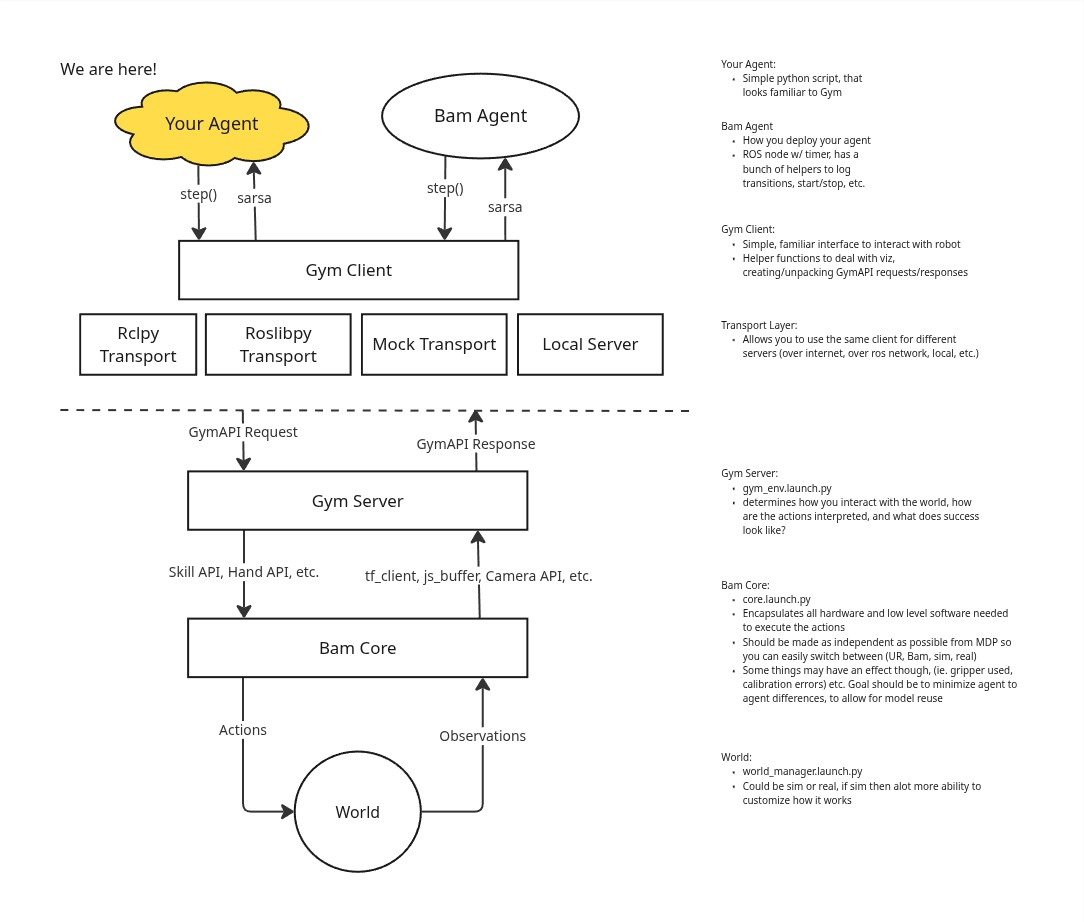 We are here!
Your Agent
Bam Agent
step()
sarsa
step()
sarsa
Gym Client
Rclpy
Transport
Roslibpy
Transport
Mock Transport
Local Server
GymAPI Request
GymAPI Response
Gym Server
Skill API, Hand API, etc.
tf_client, js_buffer, Camera API, etc.
Bam Core
Actions
Observations
World
Your Agent:
• Simple python script, that
looks familiar to Gym
Bam Agent
• How you deploy your agent
• ROS node w/ timer, has a
bunch of helpers to log
transitions, start/stop, etc.
Gym Client:
• Simple, familiar interface to interact with robot
• Helper functions to deal with viz,
creating/unpacking GymAPI requests/responses
Transport Layer:
• Allows you to use the same client for different
servers (over internet, over ros network, local, etc.)
Gym Server:
• gym_env.launch.py
• determines how you interact with the world, how
are the actions interpreted, and what does success
look like?
Bam Core:
• core.launch.py
• Encapsulates all hardware and low level software needed
to execute the actions
• Should be made as independent as possible from MDP so
you can easily switch between (UR, Bam, sim, real)
• Some things may have an effect though, (ie. gripper used,
calibration errors) etc. Goal should be to minimize agent to
agent differences, to allow for model reuse
World:
• world_manager.launch.py
• Could be sim or real, if sim then alot more ability to
customize how it works